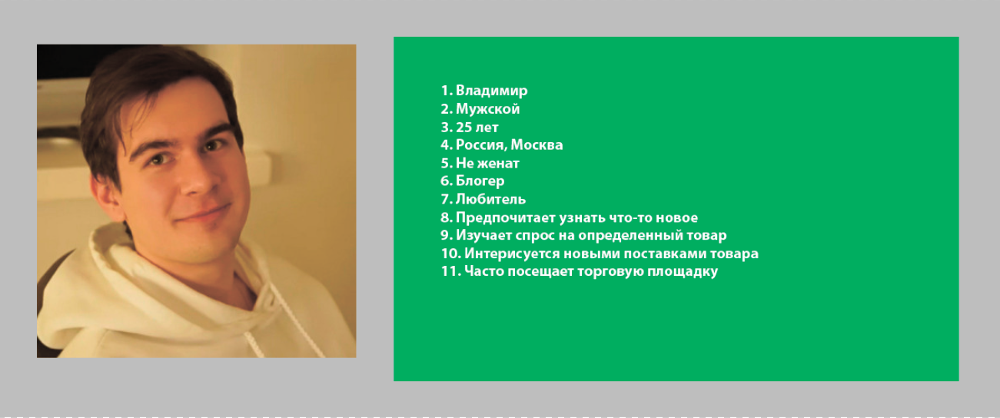 1. Владимир
2. Мужской
3. 25 лет
4. Россия, Москва
5. Не женат
6. Блогер
7. Любитель
8. Предпочитает узнать что-то новое
9. Изучает спрос на определенный товар
10. Интерисуется новыми поставками товара
11. Часто посещает торговую площадку